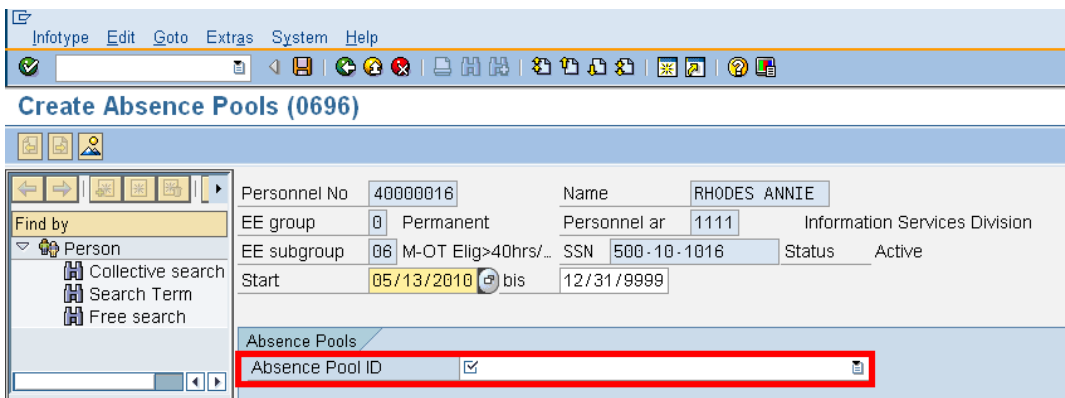 Infotype Edit Goto Extras System Help
Create Absence Pools (0696)
Find by
Person
Collective search
Search Term
Free search
Personnel No 40000016 Name RHODES ANNIE
EE group 0 Permanent Personnel ar 1111 Information Services Division
EE subgroup 06 M-OT Elig>40hrs/... SSN 500-10-1016 Status Active
Start 05/13/2010 bis 12/31/9999
Absence Pools
Absence Pool ID